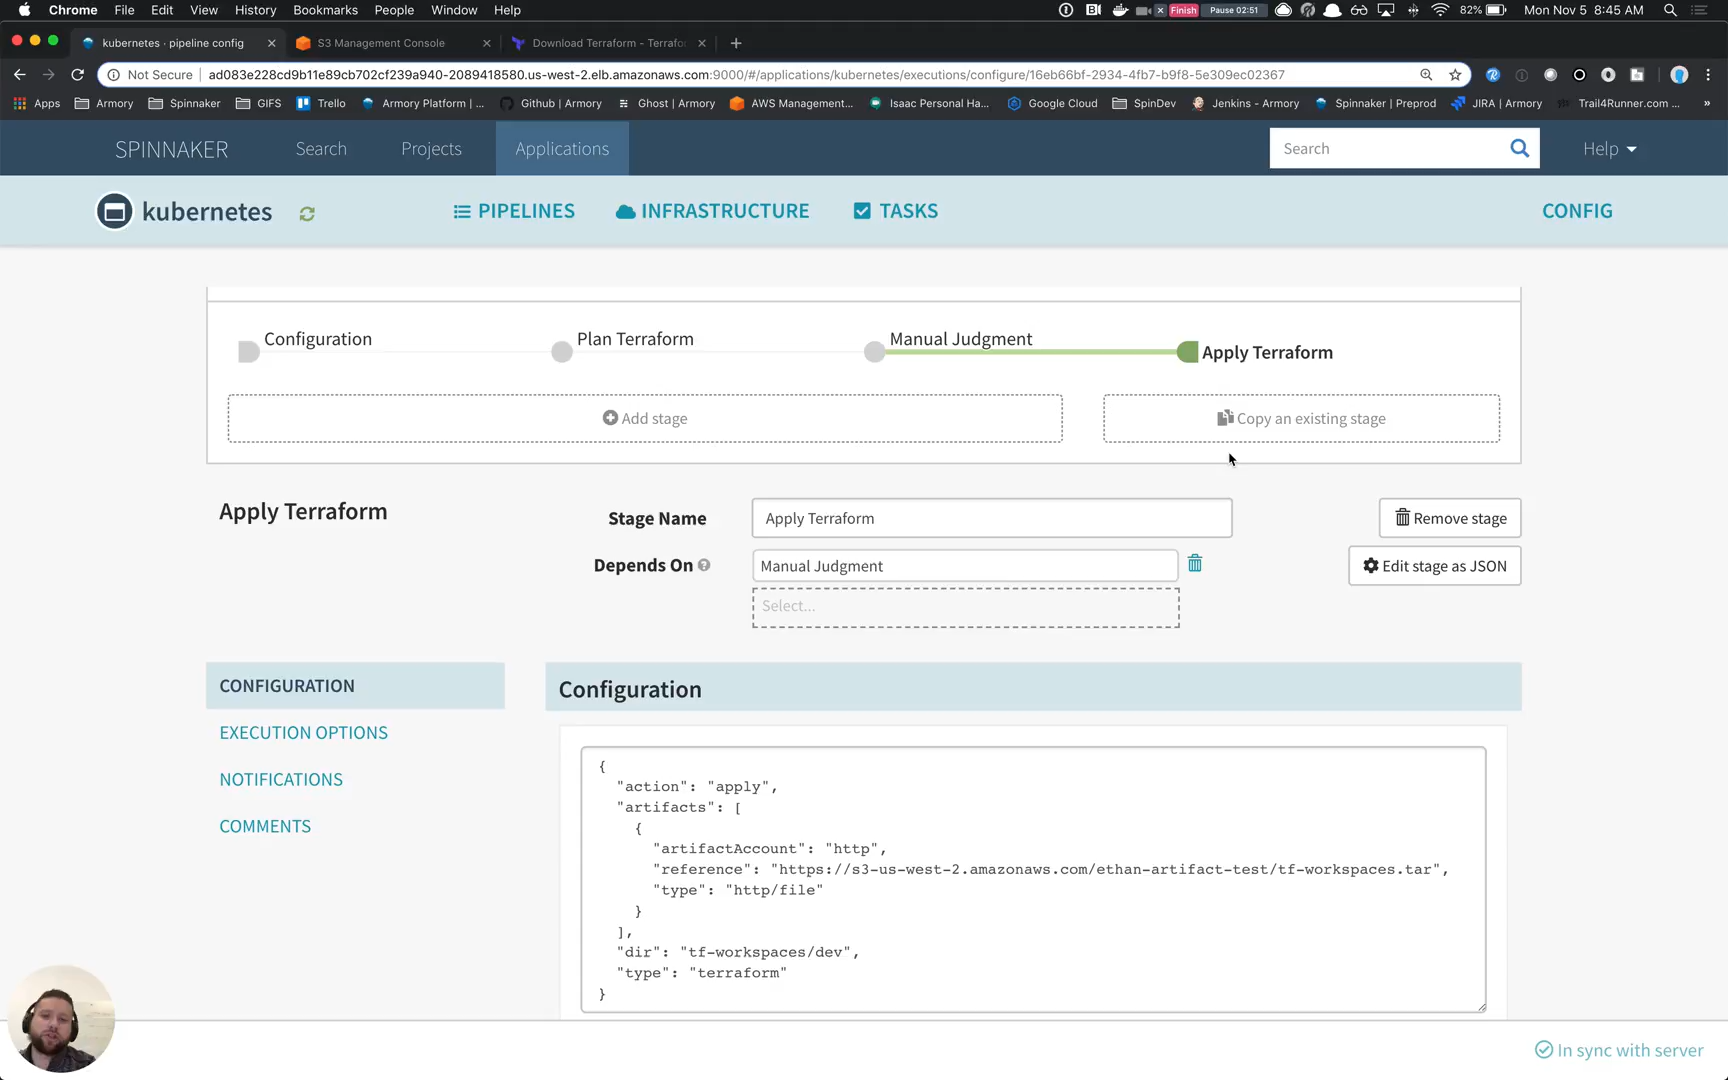 Chrome File Edit View History Bookmarks People Window Help Finish Pause 02:51 82% Mon Nov 5 8:45 AM
kubernetes · pipeline config S3 Management Console Download Terraform - Terrafo
Not Secure ad083e228cd9b11e89cb702cf239a940-2089418580.us-west-2.elb.amazonaws.com:9000/#/applications/kubernetes/executions/configure/16eb66bf-2934-4fb7-b9f8-5e309ec02367
Apps Armory Spinnaker GIFS Trello Armory Platform | ... Github | Armory Ghost | Armory AWS Management... Isaac Personal Ha... Google Cloud SpinDev Jenkins - Armory Spinnaker | Preprod JIRA | Armory Trail4Runner.com ... »
SPINNAKER Search Projects Applications Search Help
kubernetes PIPELINES INFRASTRUCTURE TASKS CONFIG
Configuration Plan Terraform Manual Judgment Apply Terraform
Add stage Copy an existing stage
Apply Terraform Stage Name Apply Terraform Remove stage
Depends On Manual Judgment Edit stage as JSON
Select...
CONFIGURATION
EXECUTION OPTIONS
NOTIFICATIONS
COMMENTS
Configuration
{
"action": "apply",
"artifacts": [
{
"artifactAccount": "http",
"reference": "https://s3-us-west-2.amazonaws.com/ethan-artifact-test/tf-workspaces.tar",
"type": "http/file"
}
],
"dir": "tf-workspaces/dev",
"type": "terraform"
}
In sync with server